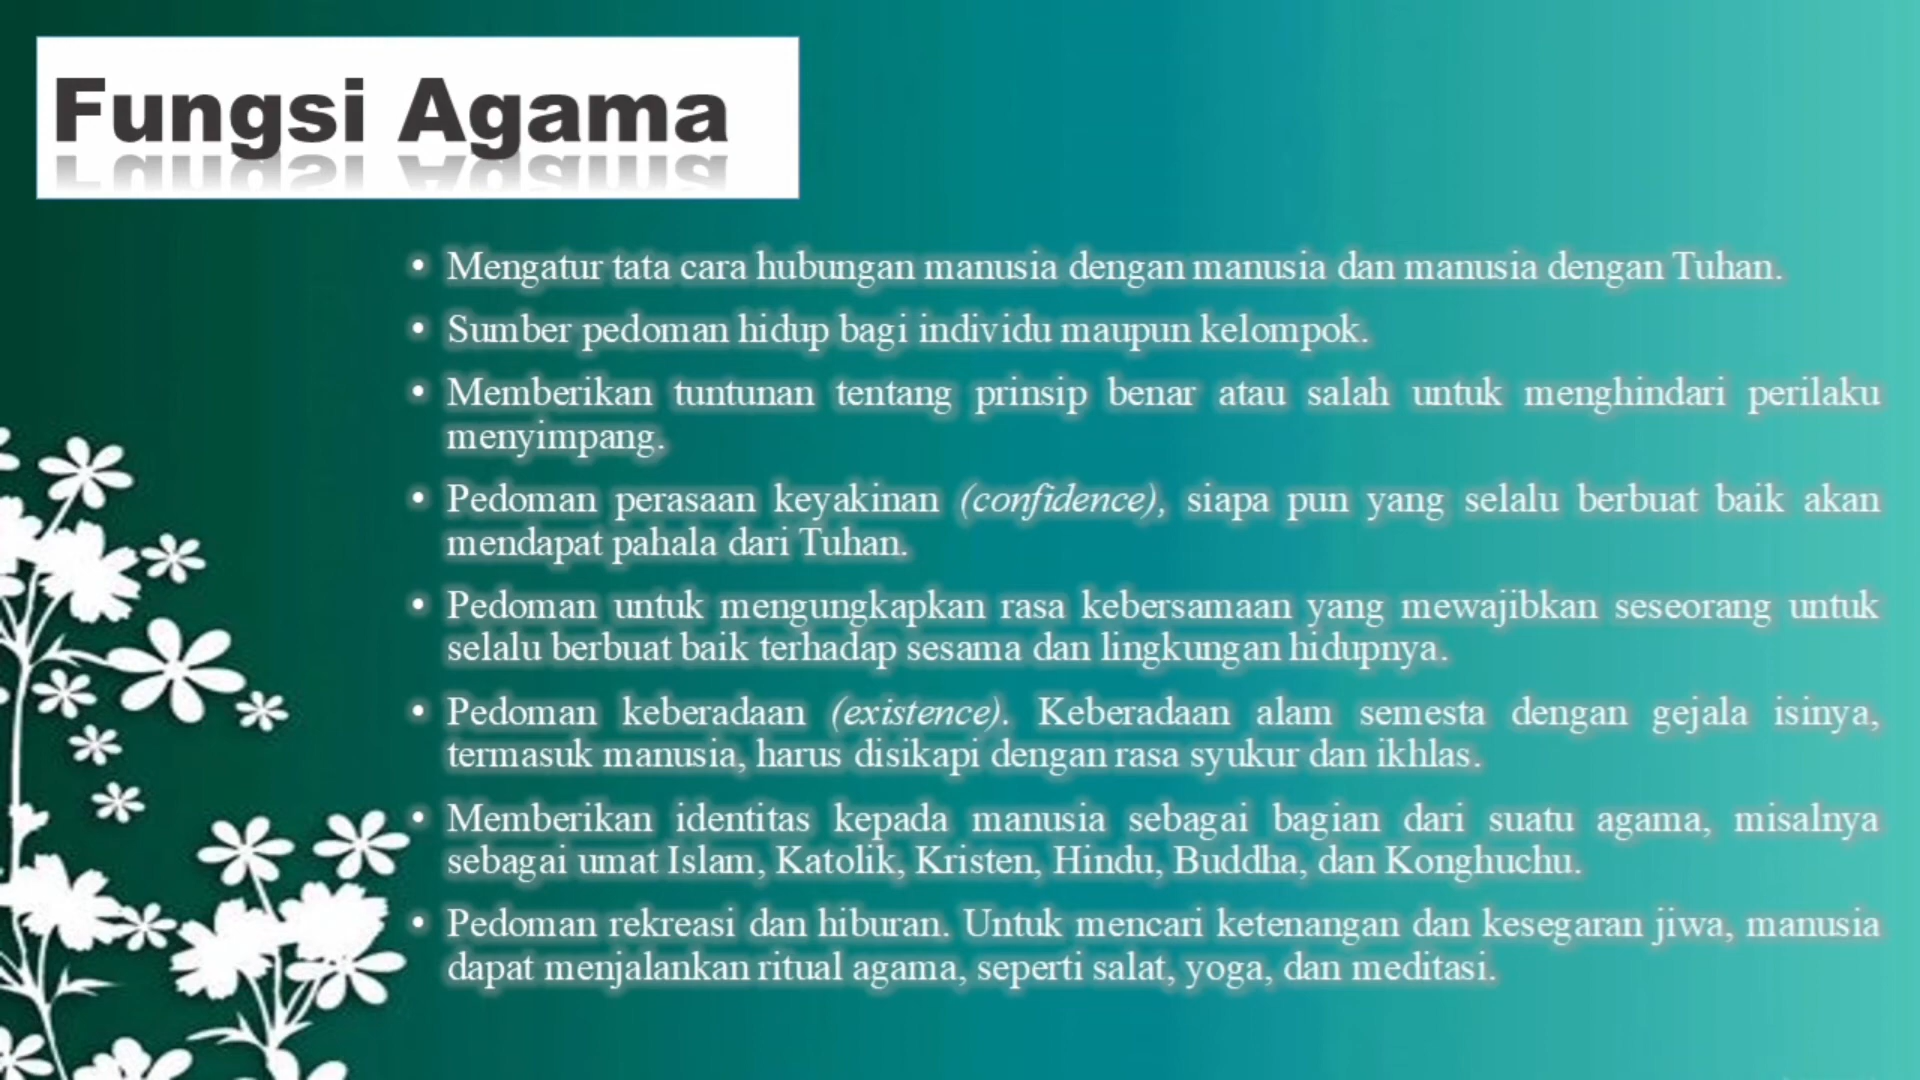 Fungsi Agama
• Mengatur tata cara hubungan manusia dengan manusia dan manusia dengan Tuhan.
• Sumber pedoman hidup bagi individu maupun kelompok.
• Memberikan tuntunan tentang prinsip benar atau salah untuk menghindari perilaku
menyimpang.
• Pedoman perasaan keyakinan (confidence), siapa pun yang selalu berbuat baik akan
mendapat pahala dari Tuhan.
• Pedoman untuk mengungkapkan rasa kebersamaan yang mewajibkan seseorang untuk
selalu berbuat baik terhadap sesama dan lingkungan hidupnya.
• Pedoman keberadaan (existence). Keberadaan alam semesta dengan gejala isinya,
termasuk manusia, harus disikapi dengan rasa syukur dan ikhlas.
• Memberikan identitas kepada manusia sebagai bagian dari suatu agama, misalnya
sebagai umat Islam, Katolik, Kristen, Hindu, Buddha, dan Konghuchu.
• Pedoman rekreasi dan hiburan. Untuk mencari ketenangan dan kesegaran jiwa, manusia
dapat menjalankan ritual agama, seperti salat, yoga, dan meditasi.